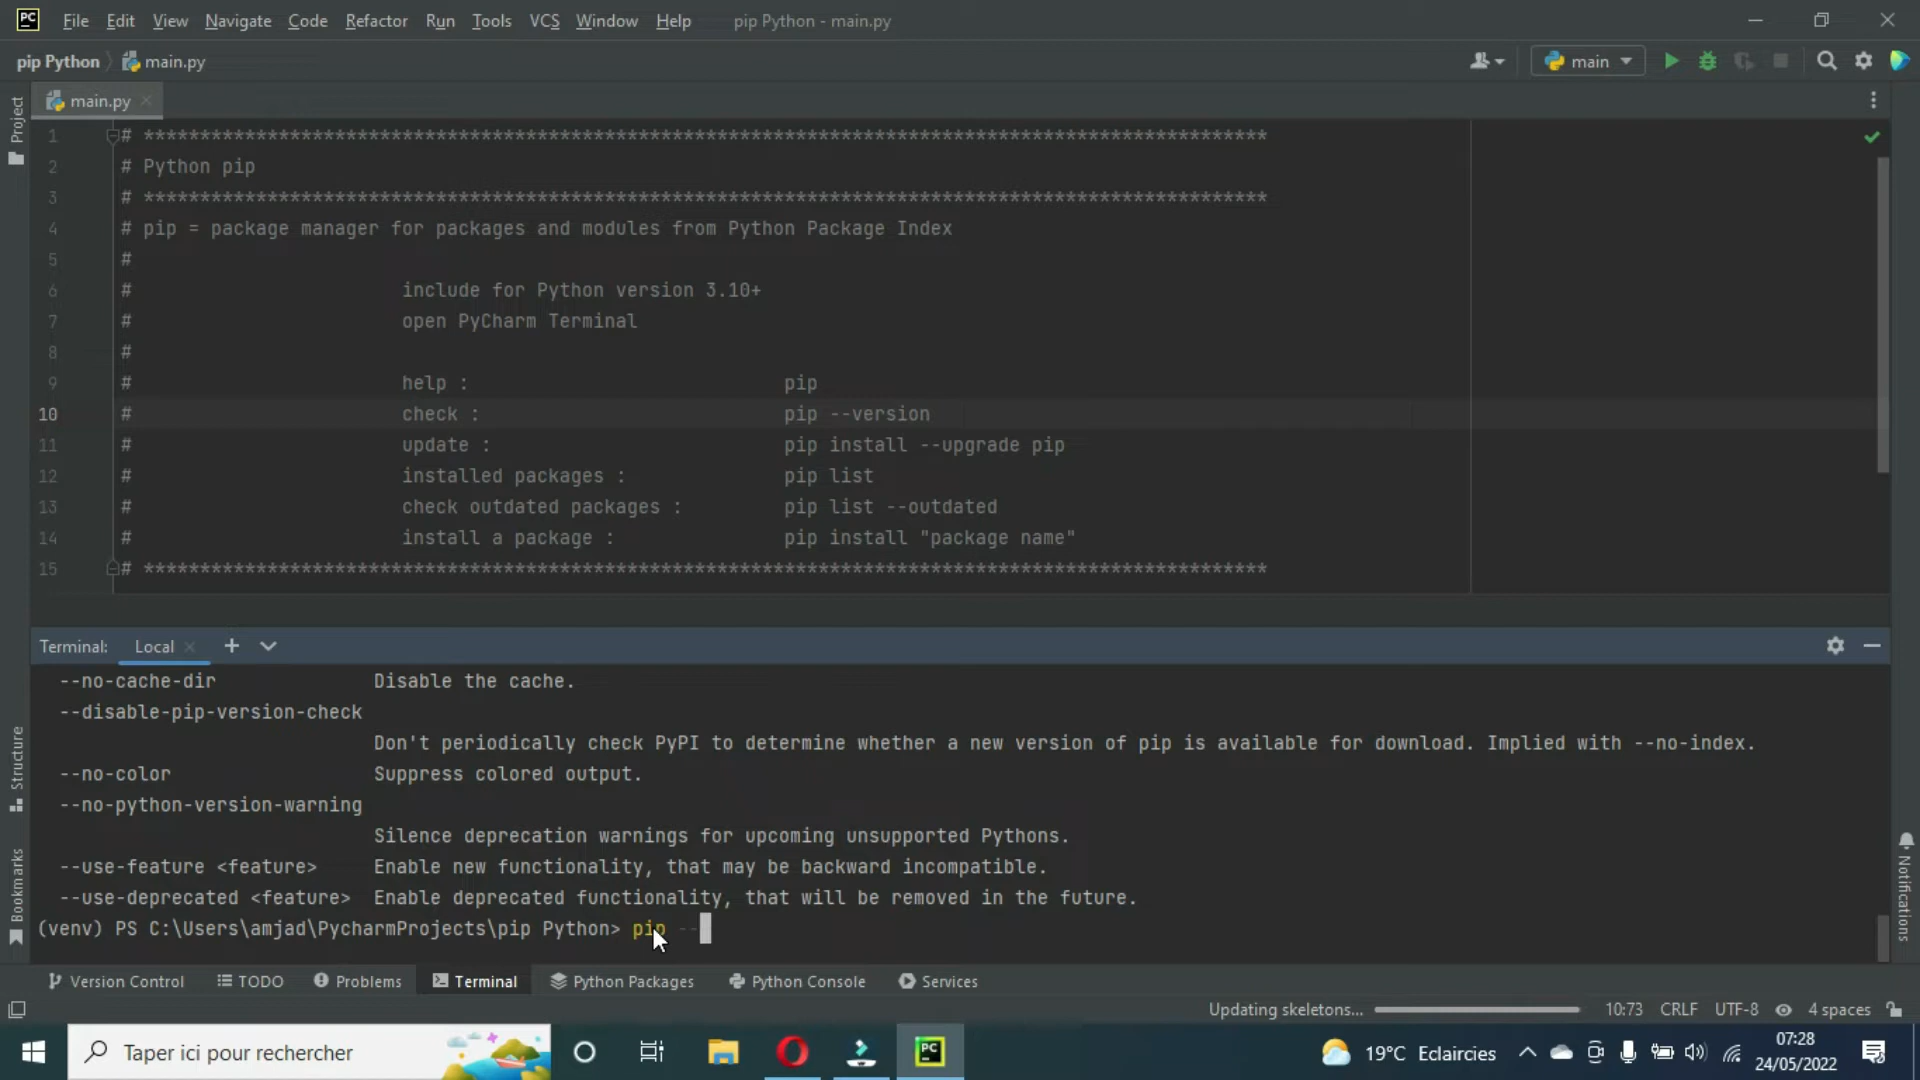 PC File Edit View Navigate Code Refactor Run Tools VCS Window Help pip Python - main.py
pip Python main.py main
main.py
Project
1 # ****************************************************************************************************
2 # Python pip
3 # ****************************************************************************************************
4 # pip = package manager for packages and modules from Python Package Index
5 #
6 # include for Python version 3.10+
7 # open PyCharm Terminal
8 #
9 # help : pip
10 # check : pip --version
11 # update : pip install --upgrade pip
12 # installed packages : pip list
13 # check outdated packages : pip list --outdated
14 # install a package : pip install "package name"
15 # ****************************************************************************************************
Terminal: Local
--no-cache-dir Disable the cache.
--disable-pip-version-check
Don't periodically check PyPI to determine whether a new version of pip is available for download. Implied with --no-index.
--no-color Suppress colored output.
--no-python-version-warning
Silence deprecation warnings for upcoming unsupported Pythons.
--use-feature <feature> Enable new functionality, that may be backward incompatible.
--use-deprecated <feature> Enable deprecated functionality, that will be removed in the future.
(venv) PS C:\Users\amjad\PycharmProjects\pip Python> pip --
Structure
Bookmarks
Notifications
Version Control TODO Problems Terminal Python Packages Python Console Services
Updating skeletons... 10:73 CRLF UTF-8 4 spaces
Taper ici pour rechercher PC 19°C Eclaircies 07:28
24/05/2022